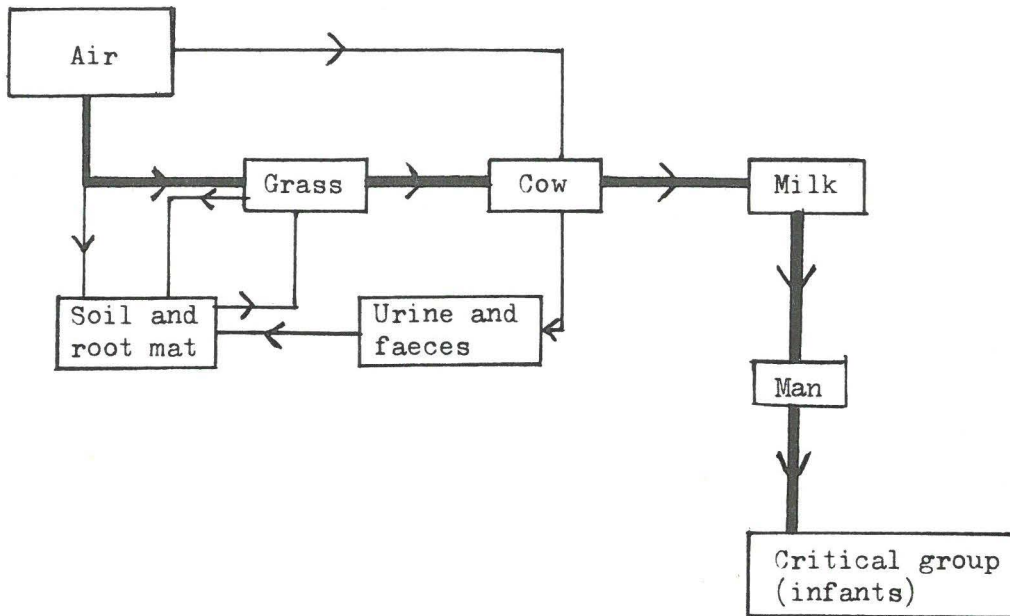 Air
Grass
Cow
Milk
Soil and
root mat
Urine and
faeces
Man
Critical group
(infants)